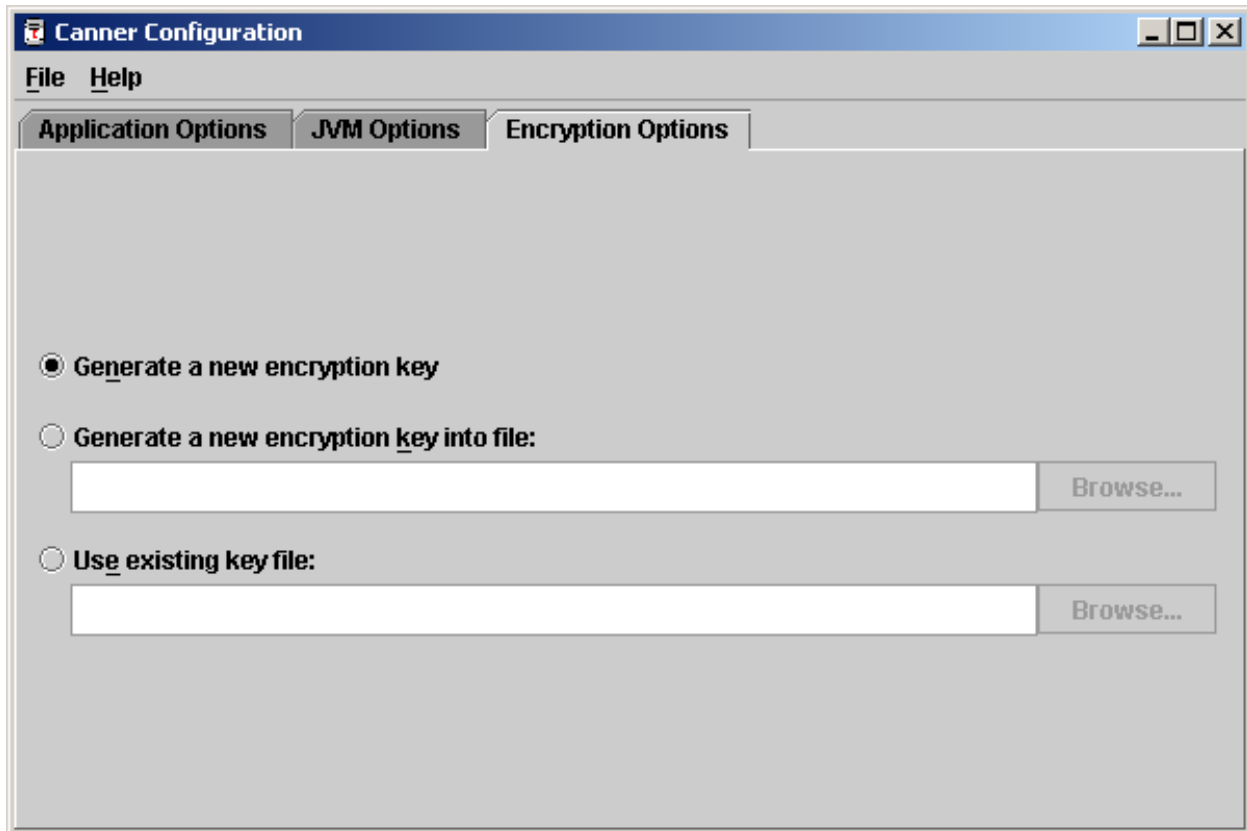 Canner Configuration
File Help
Application Options JVM Options Encryption Options
Generate a new encryption key
Generate a new encryption key into file:
Browse...
Use existing key file:
Browse...